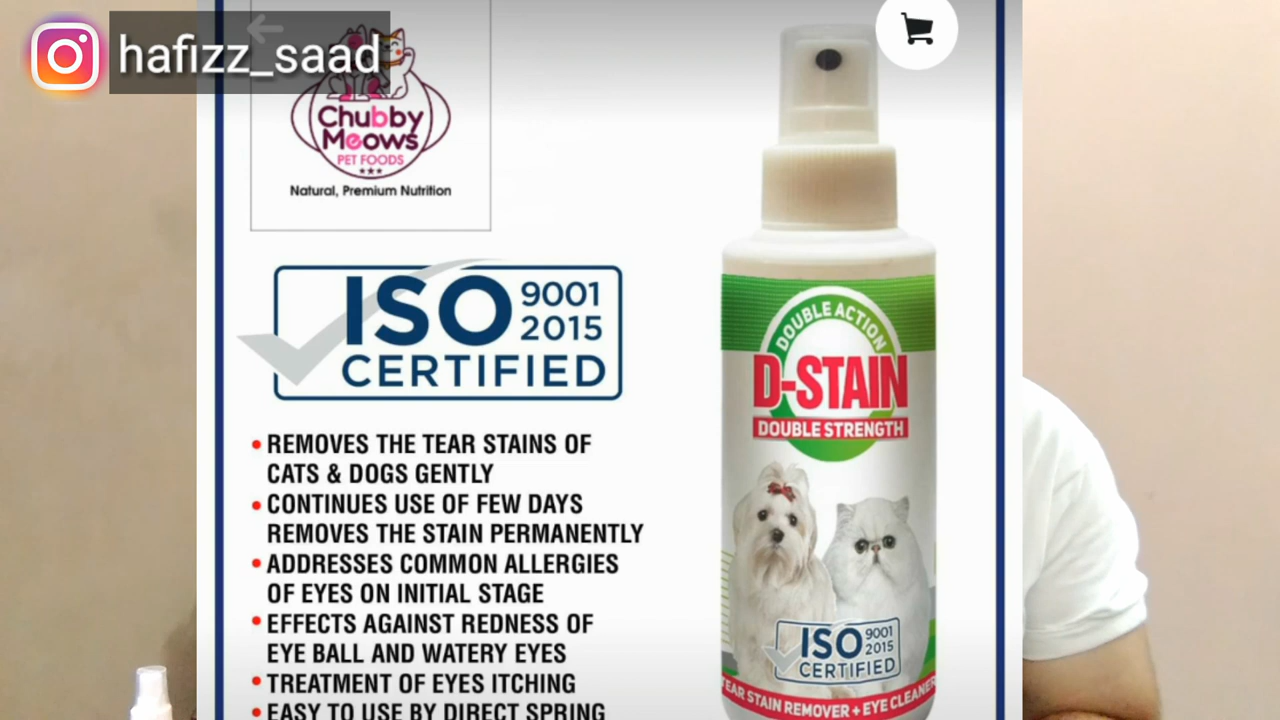 hafizz_saad
Chubby
Meows
PET FOODS
Natural, Premium Nutrition
ISO 9001
2015
CERTIFIED
• REMOVES THE TEAR STAINS OF
CATS & DOGS GENTLY
• CONTINUES USE OF FEW DAYS
REMOVES THE STAIN PERMANENTLY
• ADDRESSES COMMON ALLERGIES
OF EYES ON INITIAL STAGE
• EFFECTS AGAINST REDNESS OF
EYE BALL AND WATERY EYES
• TREATMENT OF EYES ITCHING
• EASY TO USE BY DIRECT SPRING
DOUBLE ACTION
D-STAIN
DOUBLE STRENGTH
ISO 9001
2015
CERTIFIED
TEAR STAIN REMOVER + EYE CLEANER